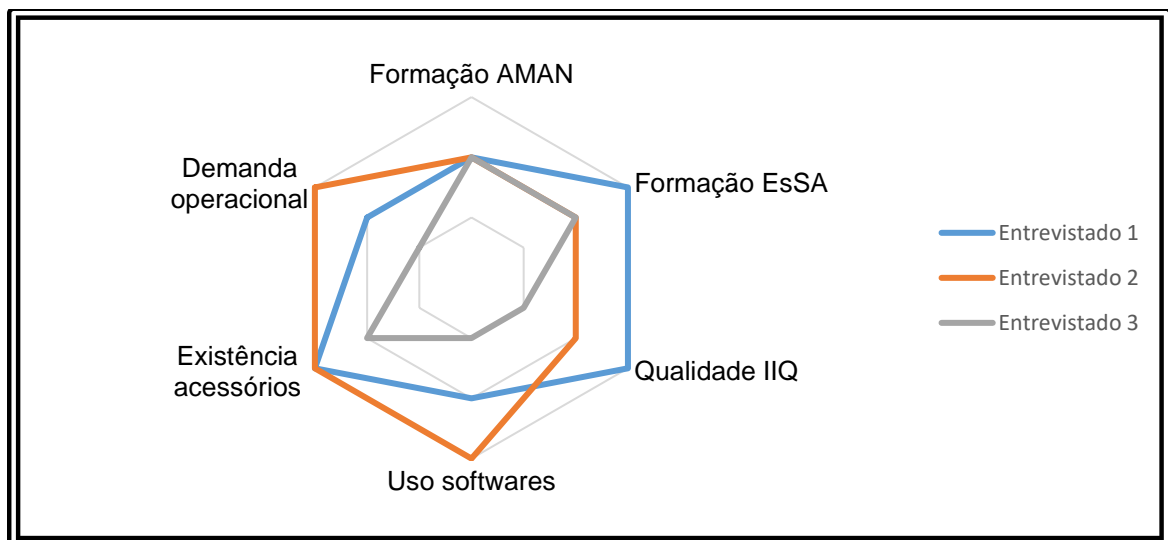 Formação AMAN
Formação EsSA
Qualidade IIQ
Uso softwares
Existência
acessórios
Demanda
operacional
Entrevistado 1
Entrevistado 2
Entrevistado 3